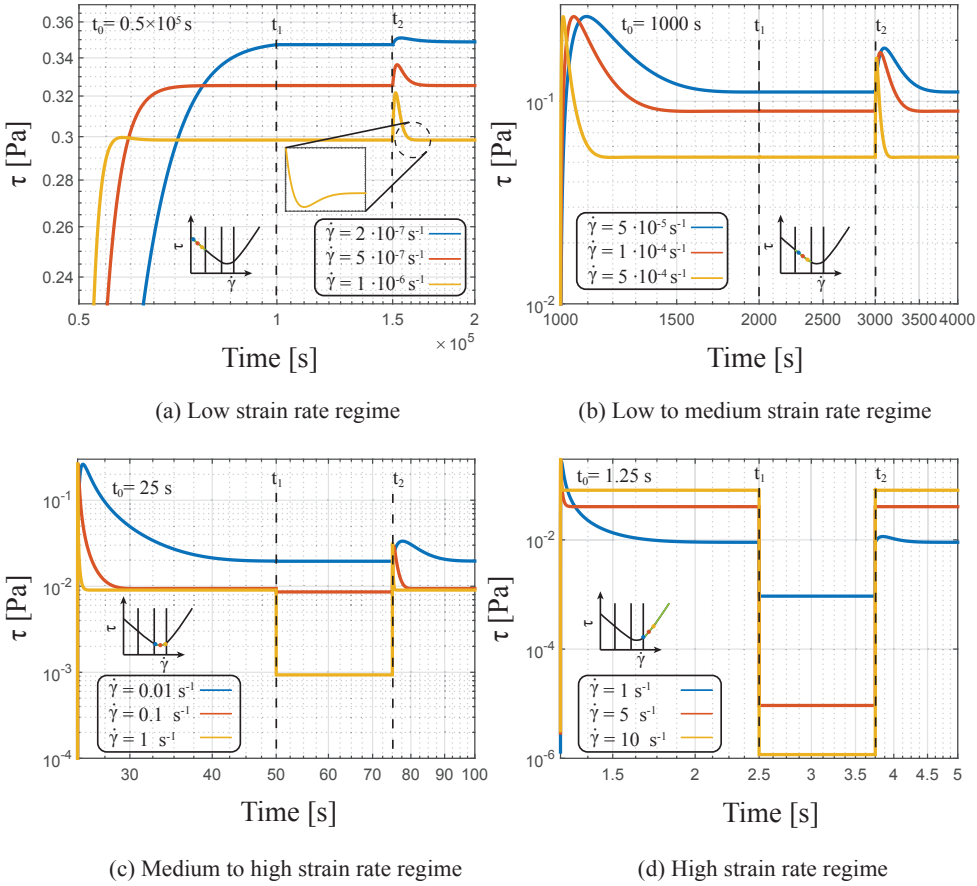 0.36
0.34
0.32
0.3
0.28
0.26
0.24
τ [Pa]
t₀= 0.5×10⁵ s
t₁
t₂
τ
γ̇
γ̇ = 2 ·10⁻⁷ s⁻¹
γ̇ = 5 ·10⁻⁷ s⁻¹
γ̇ = 1 ·10⁻⁶ s⁻¹
0.5
1
1.5
2
× 10⁵
Time [s]
(a) Low strain rate regime
10⁻¹
10⁻²
τ [Pa]
t₀= 1000 s
t₁
t₂
τ
γ̇
γ̇ = 5 ·10⁻⁵ s⁻¹
γ̇ = 1 ·10⁻⁴ s⁻¹
γ̇ = 5 ·10⁻⁴ s⁻¹
1000
1500
2000
2500
3000
3500
4000
Time [s]
(b) Low to medium strain rate regime
10⁻¹
10⁻²
10⁻³
10⁻⁴
τ [Pa]
t₀= 25 s
t₁
t₂
τ
γ̇
γ̇ = 0.01 s⁻¹
γ̇ = 0.1 s⁻¹
γ̇ = 1 s⁻¹
30
40
50
60
70
80
90
100
Time [s]
(c) Medium to high strain rate regime
10⁻²
10⁻⁴
10⁻⁶
τ [Pa]
t₀= 1.25 s
t₁
t₂
τ
γ̇
γ̇ = 1 s⁻¹
γ̇ = 5 s⁻¹
γ̇ = 10 s⁻¹
1.5
2
2.5
3
3.5
4
4.5
5
Time [s]
(d) High strain rate regime